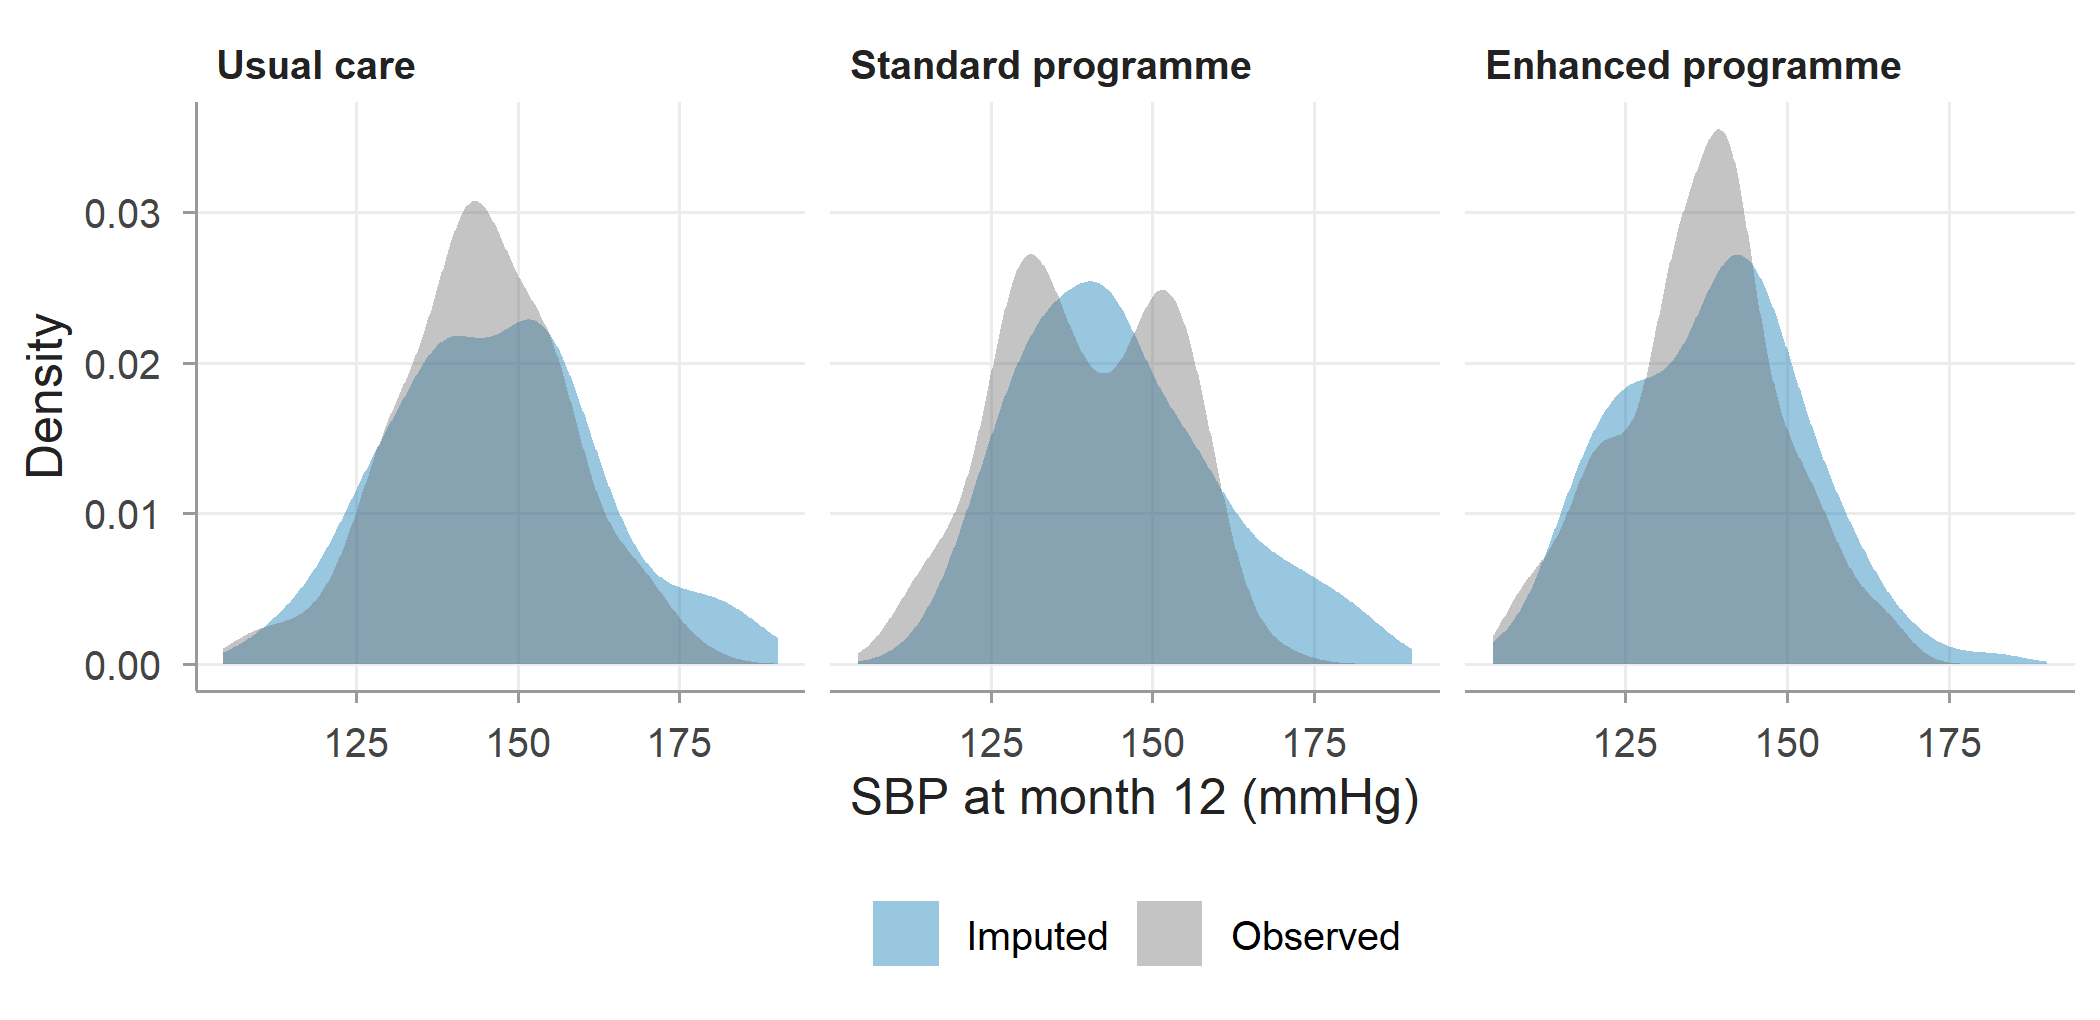 Usual care
Standard programme
Enhanced programme
Density
0.03
0.02
0.01
0.00
125 150 175
125 150 175
125 150 175
SBP at month 12 (mmHg)
Imputed
Observed